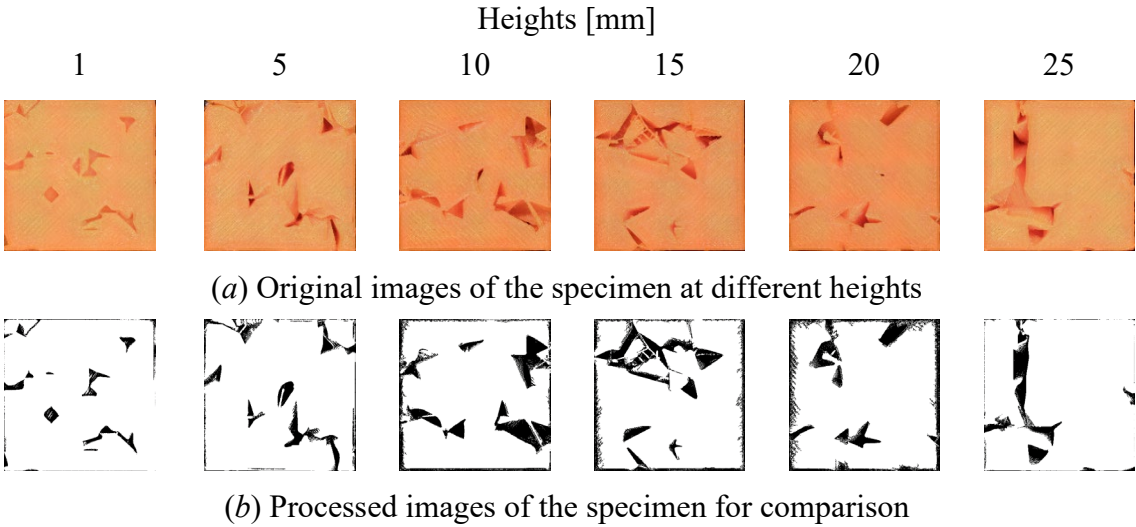 Heights [mm]
1 5 10 15 20 25
(a) Original images of the specimen at different heights
(b) Processed images of the specimen for comparison